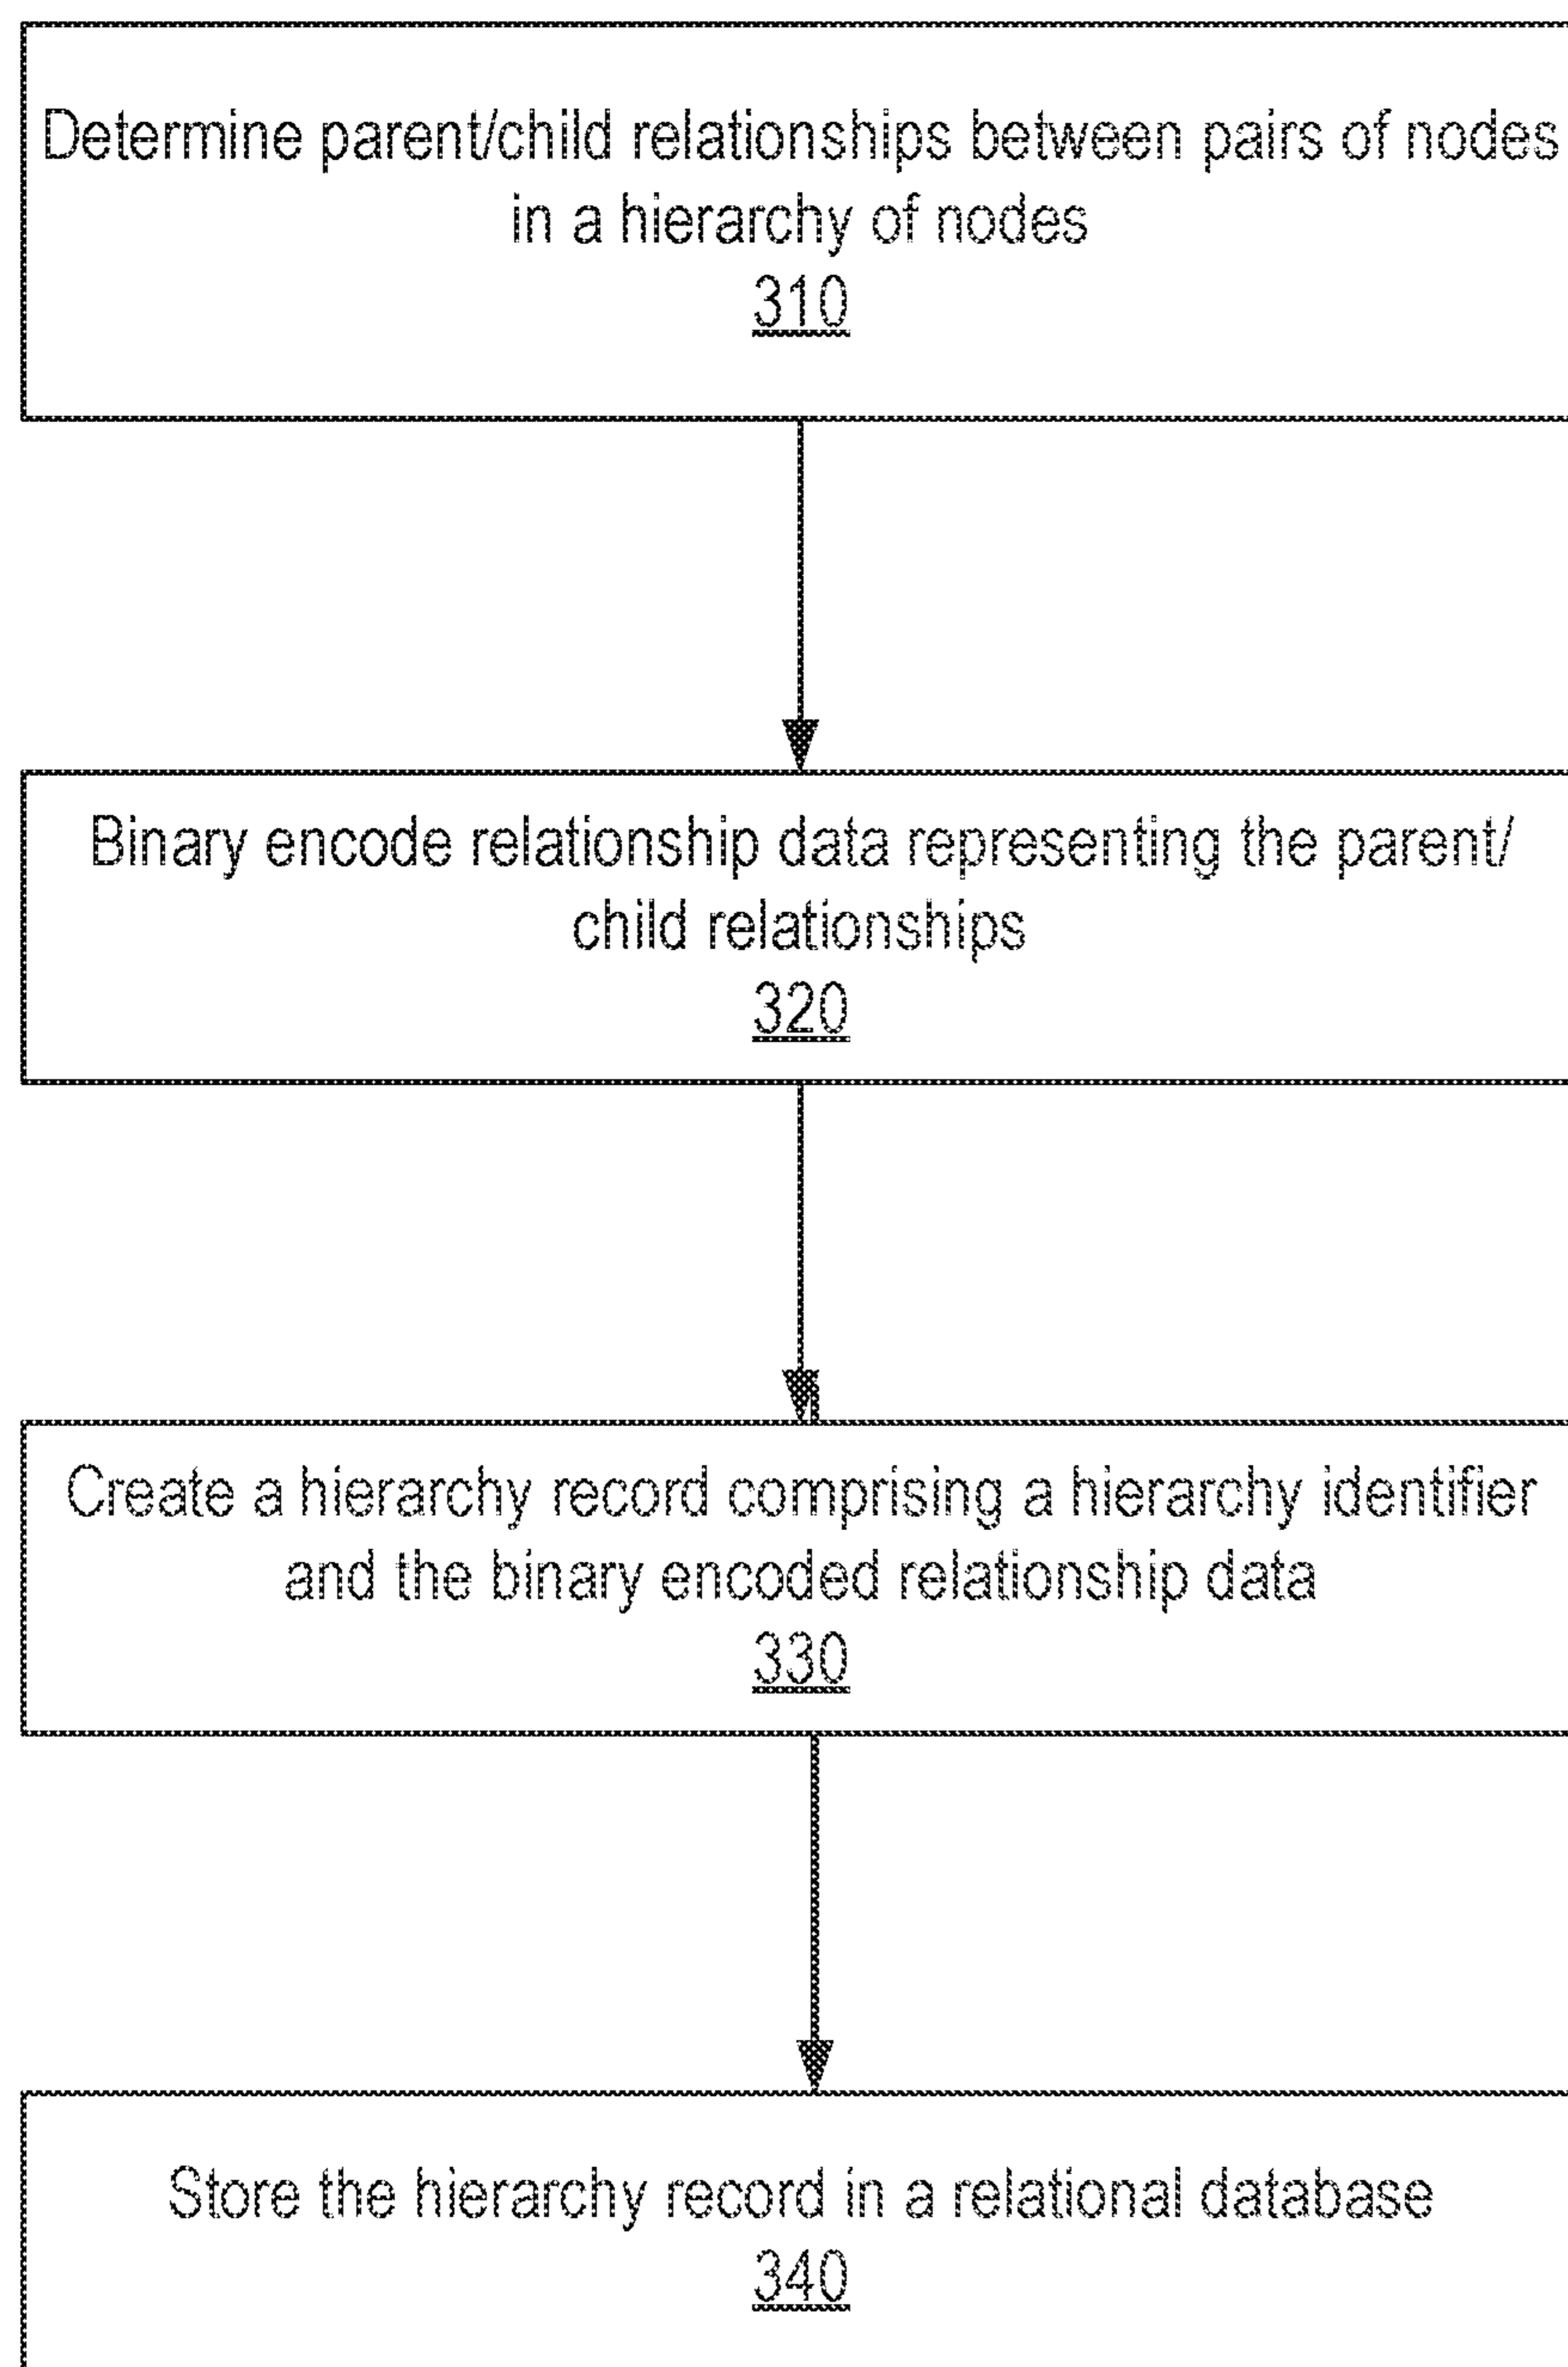 Determine parent/child relationships between pairs of nodes
in a hierarchy of nodes
310
Binary encode relationship data representing the parent/
child relationships
320
Create a hierarchy record comprising a hierarchy identifier
and the binary encoded relationship data
330
Store the hierarchy record in a relational database
340